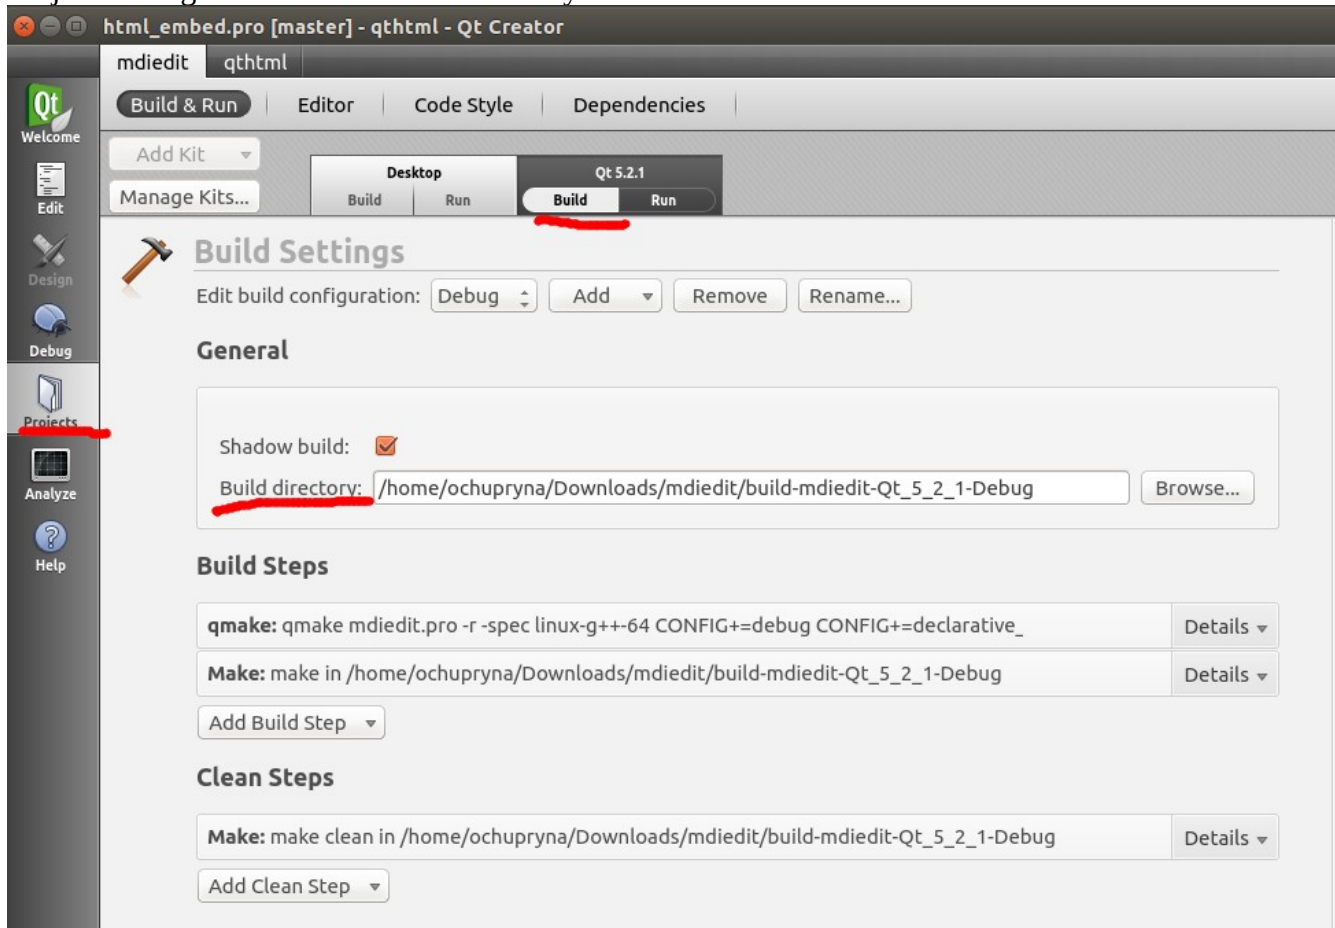 html_embed.pro [master] - qthtml - Qt Creator
mdiedit qthtml
Qt
Welcome
Build & Run Editor Code Style Dependencies
Add Kit
Manage Kits...
Desktop
Build Run
Qt 5.2.1
Build Run
Edit
Design
Debug
Projects
Analyze
Help
Build Settings
Edit build configuration: Debug Add Remove Rename...
General
Shadow build:
Build directory: /home/ochupryna/Downloads/mdiedit/build-mdiedit-Qt_5_2_1-Debug Browse...
Build Steps
qmake: qmake mdiedit.pro -r -spec linux-g++-64 CONFIG+=debug CONFIG+=declarative_ Details
Make: make in /home/ochupryna/Downloads/mdiedit/build-mdiedit-Qt_5_2_1-Debug Details
Add Build Step
Clean Steps
Make: make clean in /home/ochupryna/Downloads/mdiedit/build-mdiedit-Qt_5_2_1-Debug Details
Add Clean Step